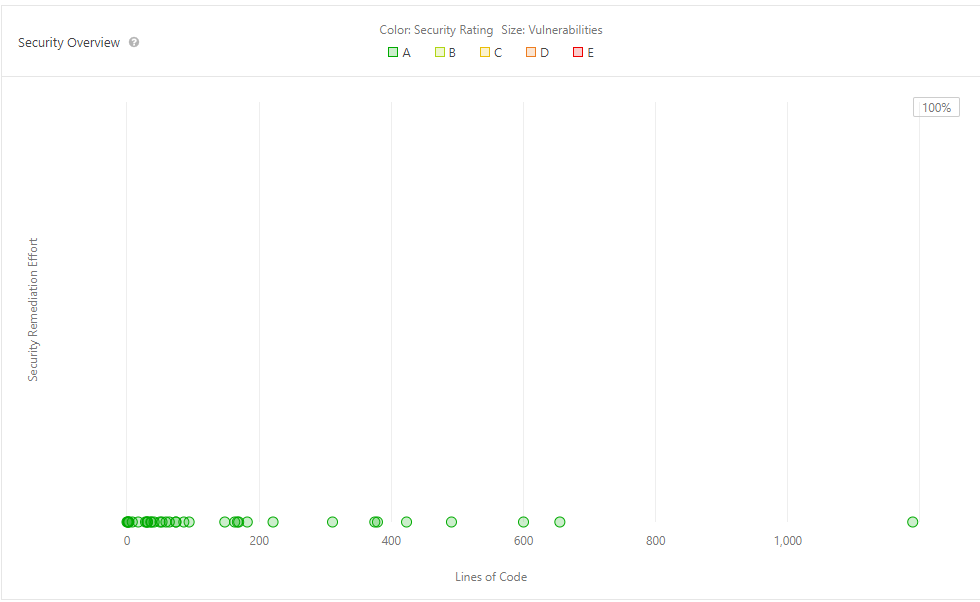 Security Overview ?
Color: Security Rating Size: Vulnerabilities
A B C D E
100%
Security Remediation Effort
0 200 400 600 800 1,000
Lines of Code